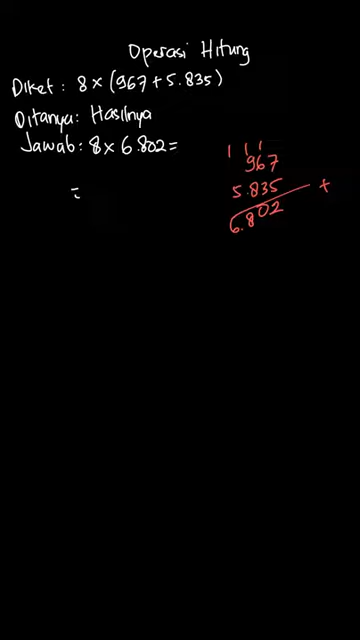 Operasi Hitung
Diket: 8 × (967 + 5.835)
Ditanya: Hasilnya
Jawab: 8 × 6.802 =
=
1 1 1
967
5.835 +
6.802